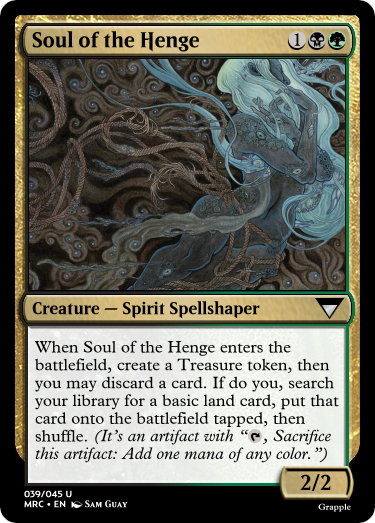 Soul of the Henge 1
Creature — Spirit Spellshaper
When Soul of the Henge enters the
battlefield, create a Treasure token, then
you may discard a card. If do you, search
your library for a basic land card, put that
card onto the battlefield tapped, then
shuffle. (It's an artifact with “, Sacrifice
this artifact: Add one mana of any color.”)
2/2
039/045 U
MRC • EN Sam Guay
Grapple